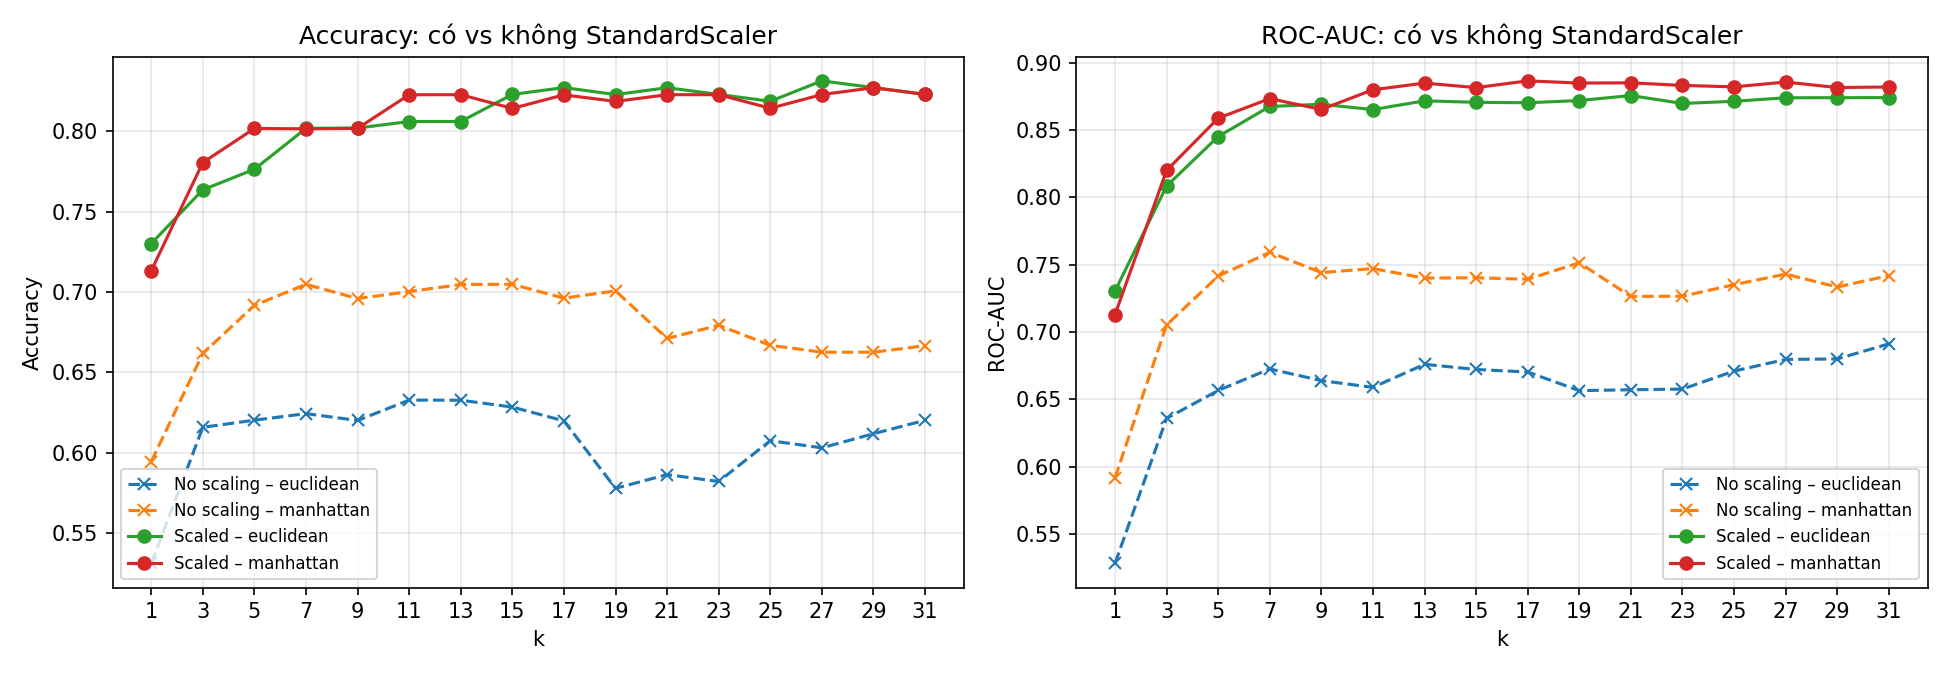 Accuracy: có vs không StandardScaler
Accuracy
0.80
0.75
0.70
0.65
0.60
0.55
No scaling – euclidean
No scaling – manhattan
Scaled – euclidean
Scaled – manhattan
1 3 5 7 9 11 13 15 17 19 21 23 25 27 29 31
k
ROC-AUC: có vs không StandardScaler
ROC-AUC
0.90
0.85
0.80
0.75
0.70
0.65
0.60
0.55
No scaling – euclidean
No scaling – manhattan
Scaled – euclidean
Scaled – manhattan
1 3 5 7 9 11 13 15 17 19 21 23 25 27 29 31
k